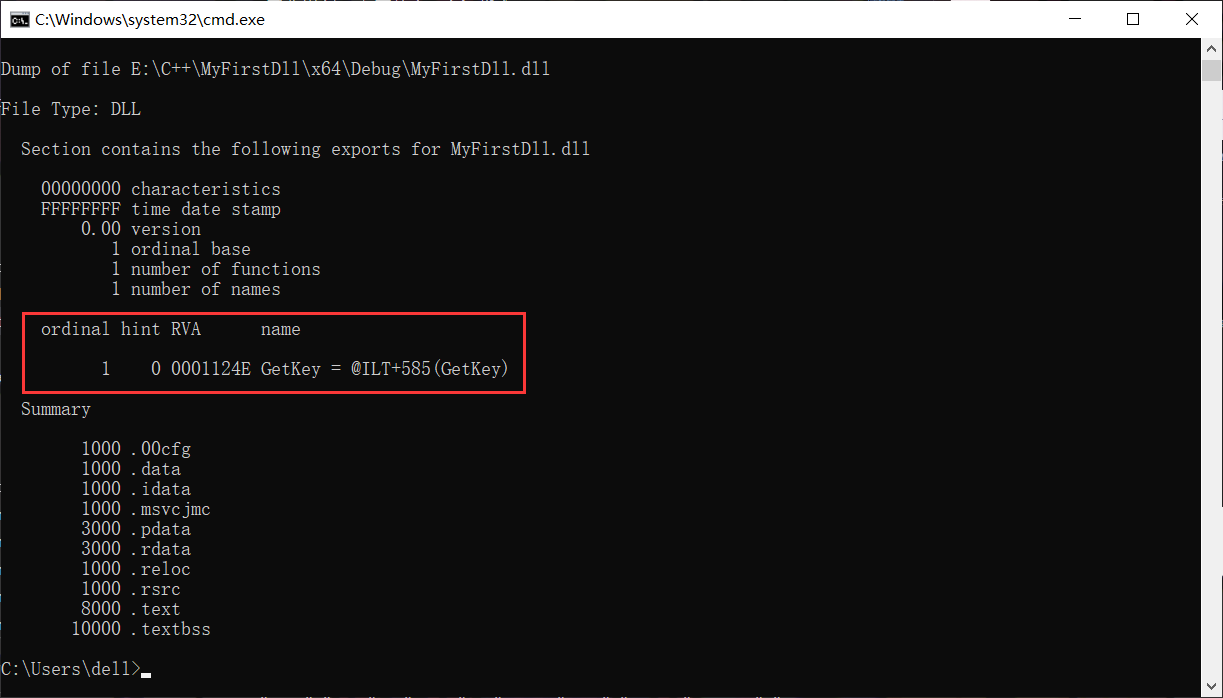 C:\Windows\system32\cmd.exe
Dump of file E:\C++\MyFirstDll\x64\Debug\MyFirstDll.dll
File Type: DLL
Section contains the following exports for MyFirstDll.dll
00000000 characteristics
FFFFFFFF time date stamp
0.00 version
1 ordinal base
1 number of functions
1 number of names
ordinal hint RVA      name
1    0 0001124E GetKey = @ILT+585(GetKey)
Summary
1000 .00cfg
1000 .data
1000 .idata
1000 .msvcjmc
3000 .pdata
3000 .rdata
1000 .reloc
1000 .rsrc
8000 .text
10000 .textbss
C:\Users\dell>